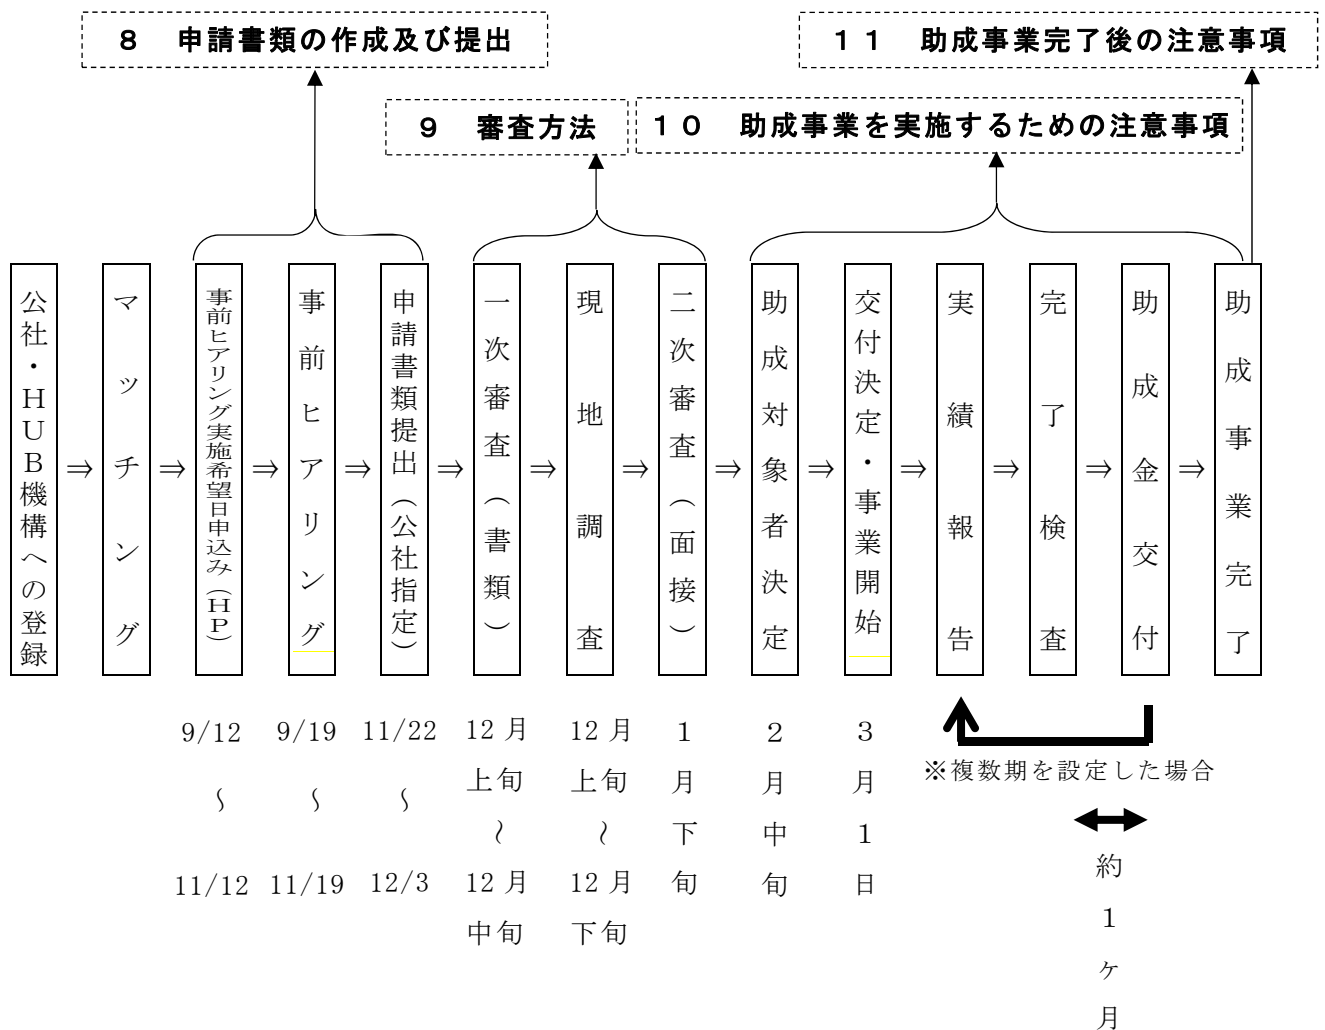 ８　申請書類の作成及び提出
１１　助成事業完了後の注意事項
９　審査方法
１０　助成事業を実施するための注意事項
公社・ＨＵＢ機構への登録
⇒
マッチング
⇒
事前ヒアリング実施希望日申込み（ＨＰ）
⇒
事前ヒアリング
⇒
申請書類提出（公社指定）
⇒
一次審査（書類）
⇒
現地調査
⇒
二次審査（面接）
⇒
助成対象者決定
⇒
交付決定・事業開始
⇒
実績報告
⇒
完了検査
⇒
助成金交付
⇒
助成事業完了
9/12～11/12
9/19～11/19
11/22～12/3
12月上旬～12月中旬
12月上旬～12月下旬
１月下旬
２月中旬
３月１日
※複数期を設定した場合
約１ヶ月